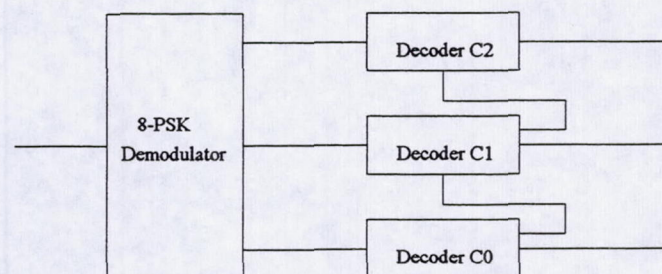 Decoder C2
8-PSK
Demodulator
Decoder C1
Decoder C0